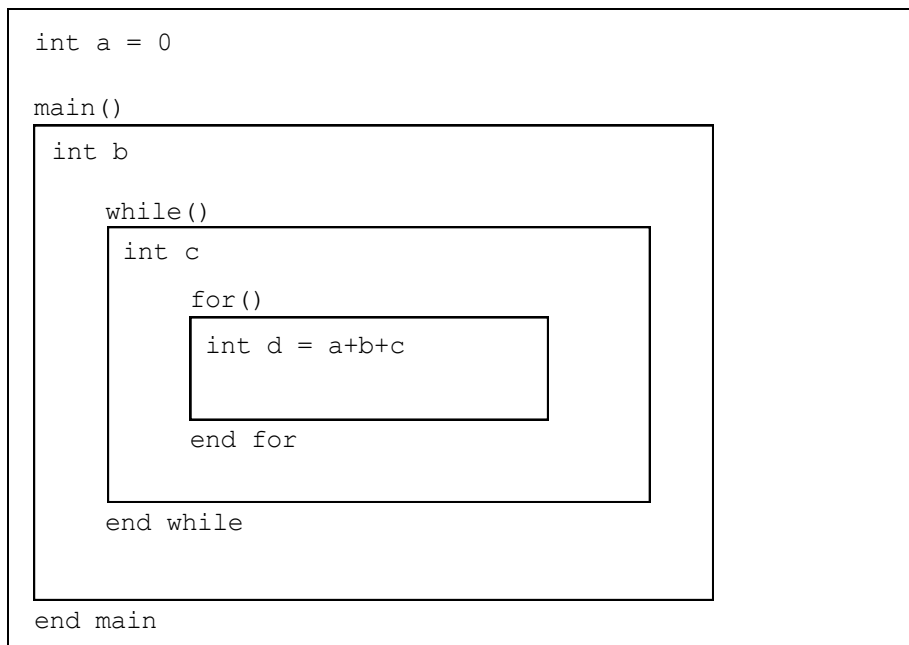 int a = 0
main()
int b
while()
int c
for()
int d = a+b+c
end for
end while
end main